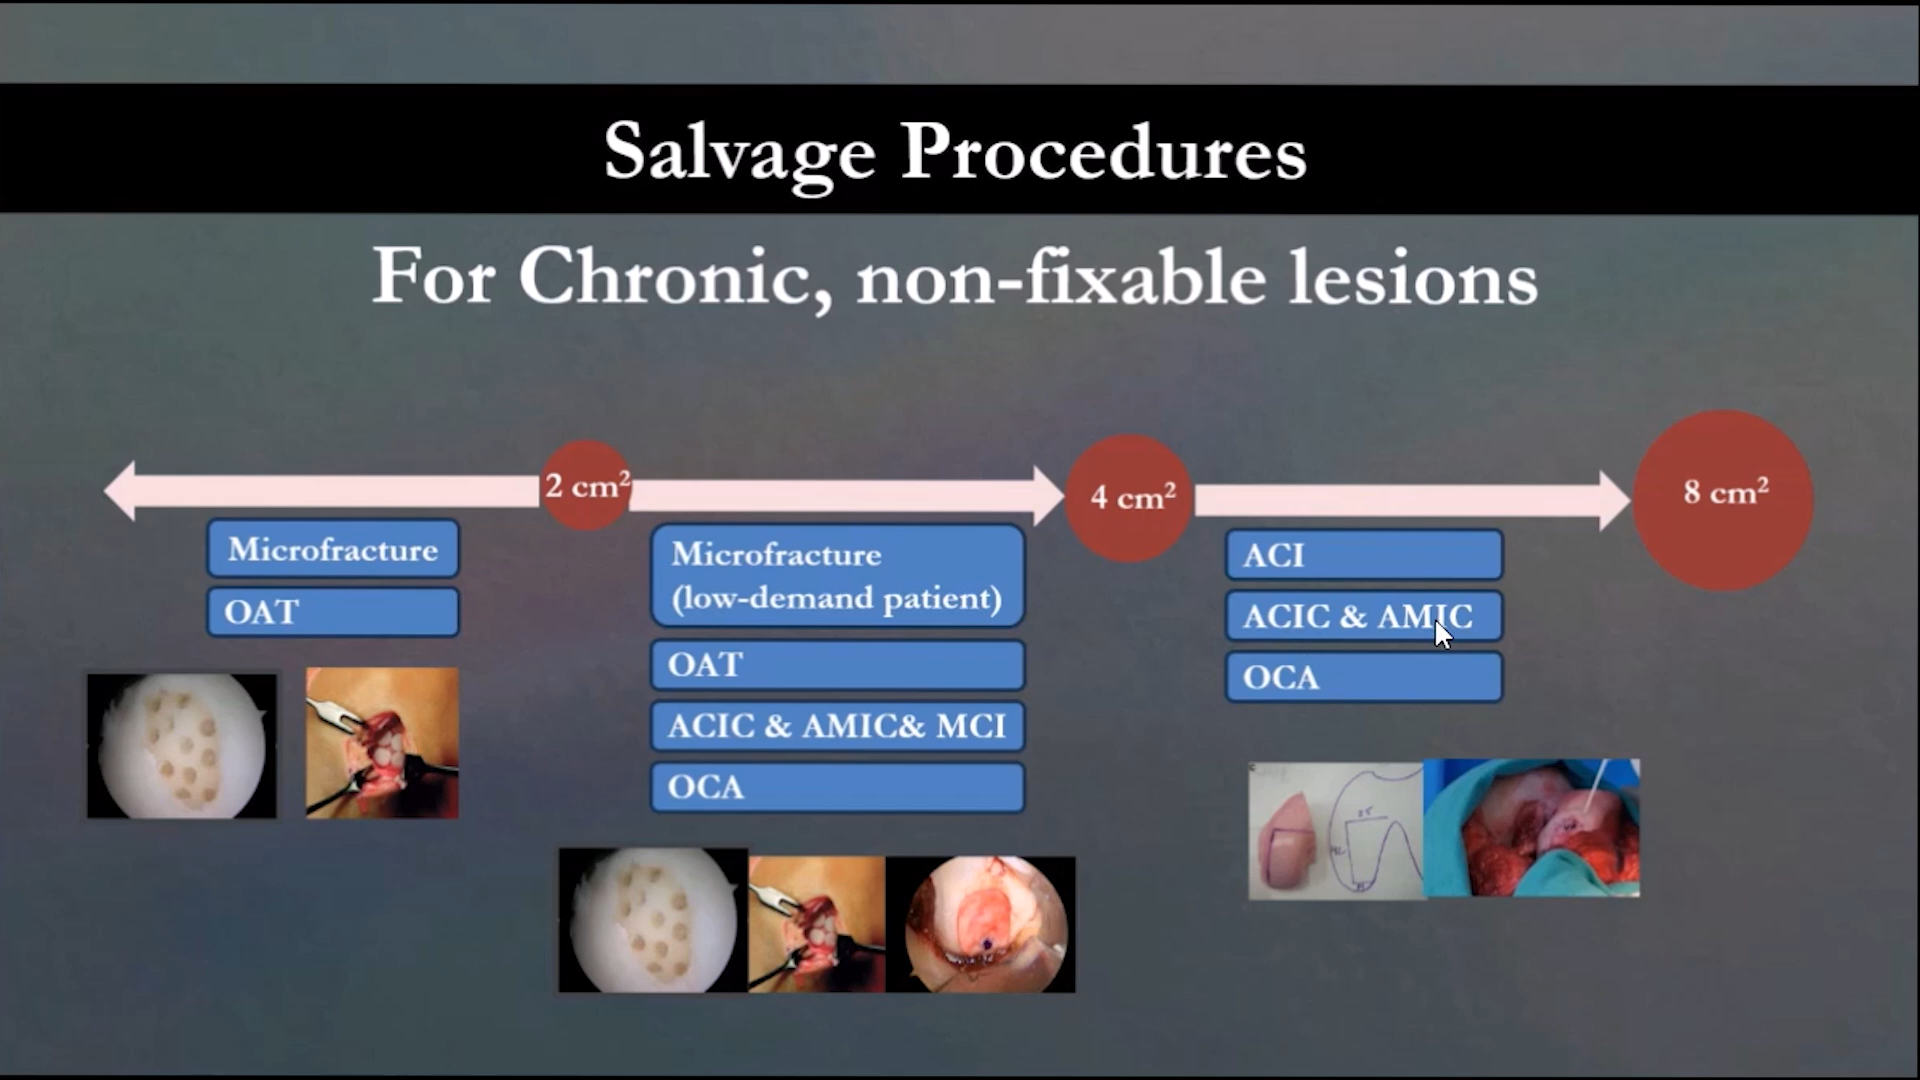 Salvage Procedures
For Chronic, non-fixable lesions
2 cm²
4 cm²
8 cm²
Microfracture
OAT
Microfracture
(low-demand patient)
OAT
ACIC & AMIC& MCI
OCA
ACI
ACIC & AMIC
OCA